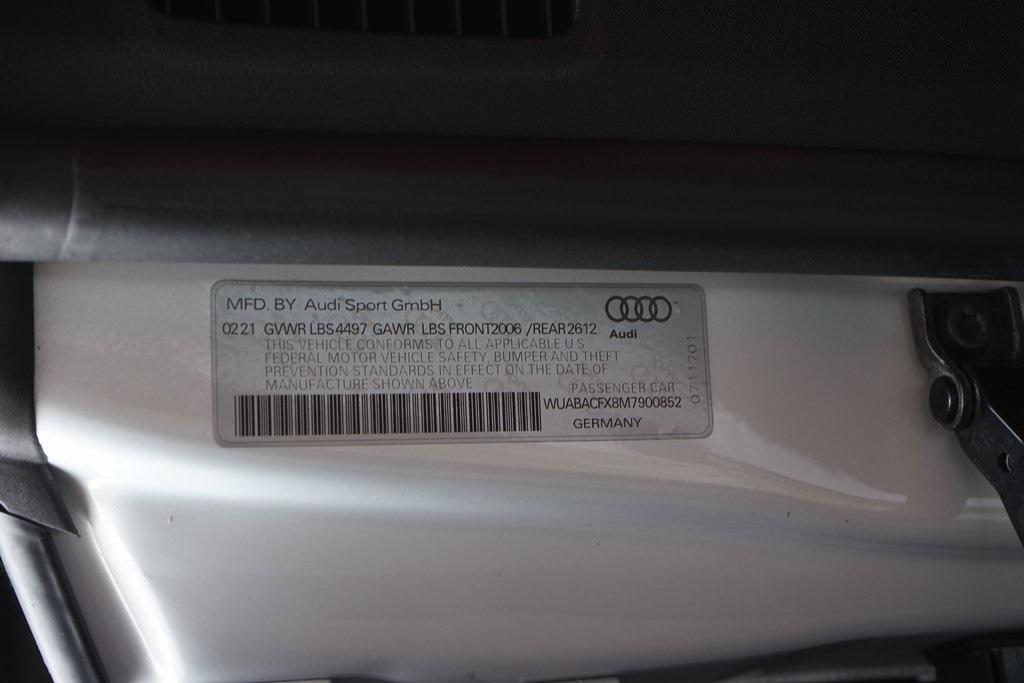 MFD. BY Audi Sport GmbH
0221 GVWR LBS4497 GAWR LBS FRONT2006 /REAR2612
Audi
THIS VEHICLE CONFORMS TO ALL APPLICABLE U S
FEDERAL MOTOR VEHICLE SAFETY, BUMPER AND THEFT
PREVENTION STANDARDS IN EFFECT ON THE DATE OF
MANUFACTURE SHOWN ABOVE
PASSENGER CAR
WUABACFX8M7900852
GERMANY
0711701